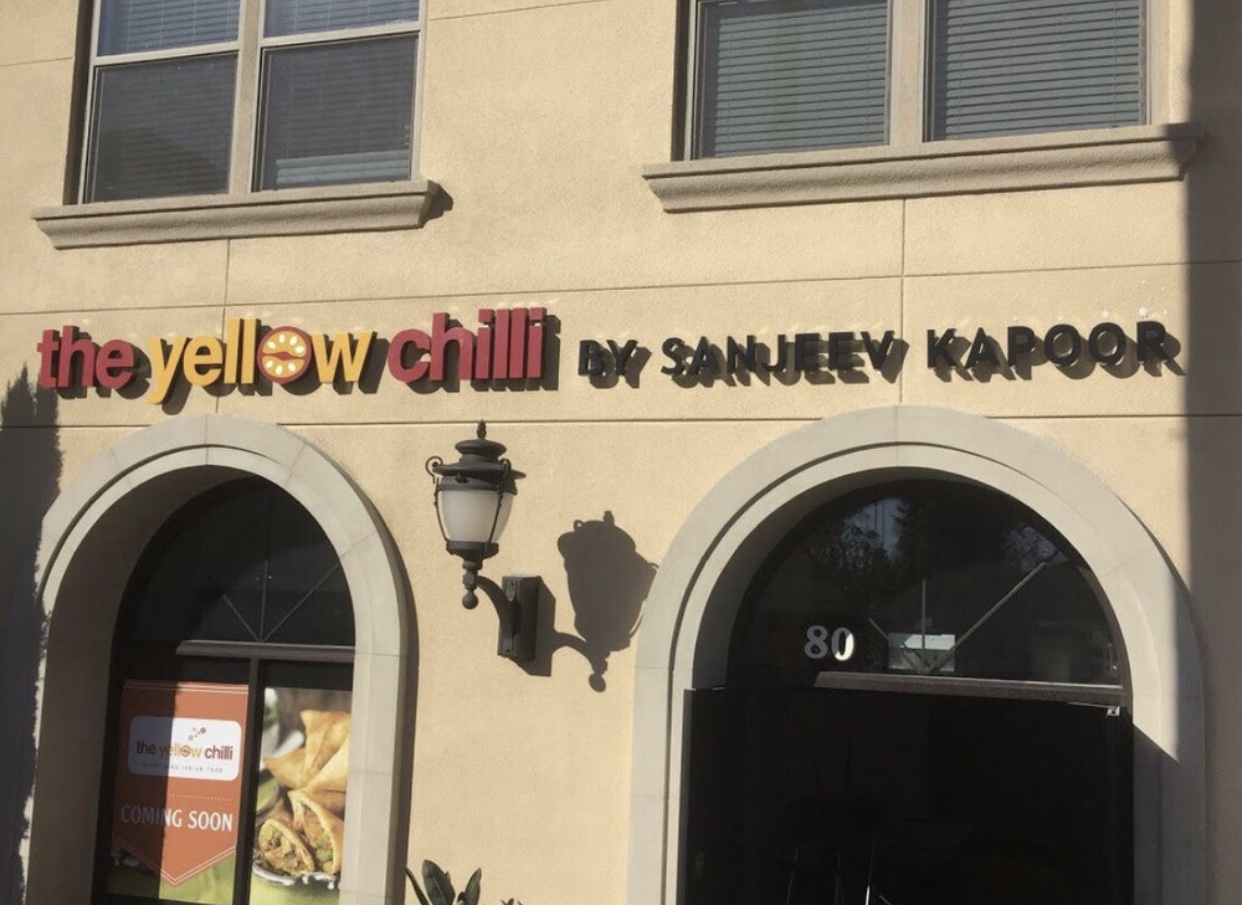 the yellow chilli BY SANJEEV KAPOOR
80
the yellow chilli
COMING SOON